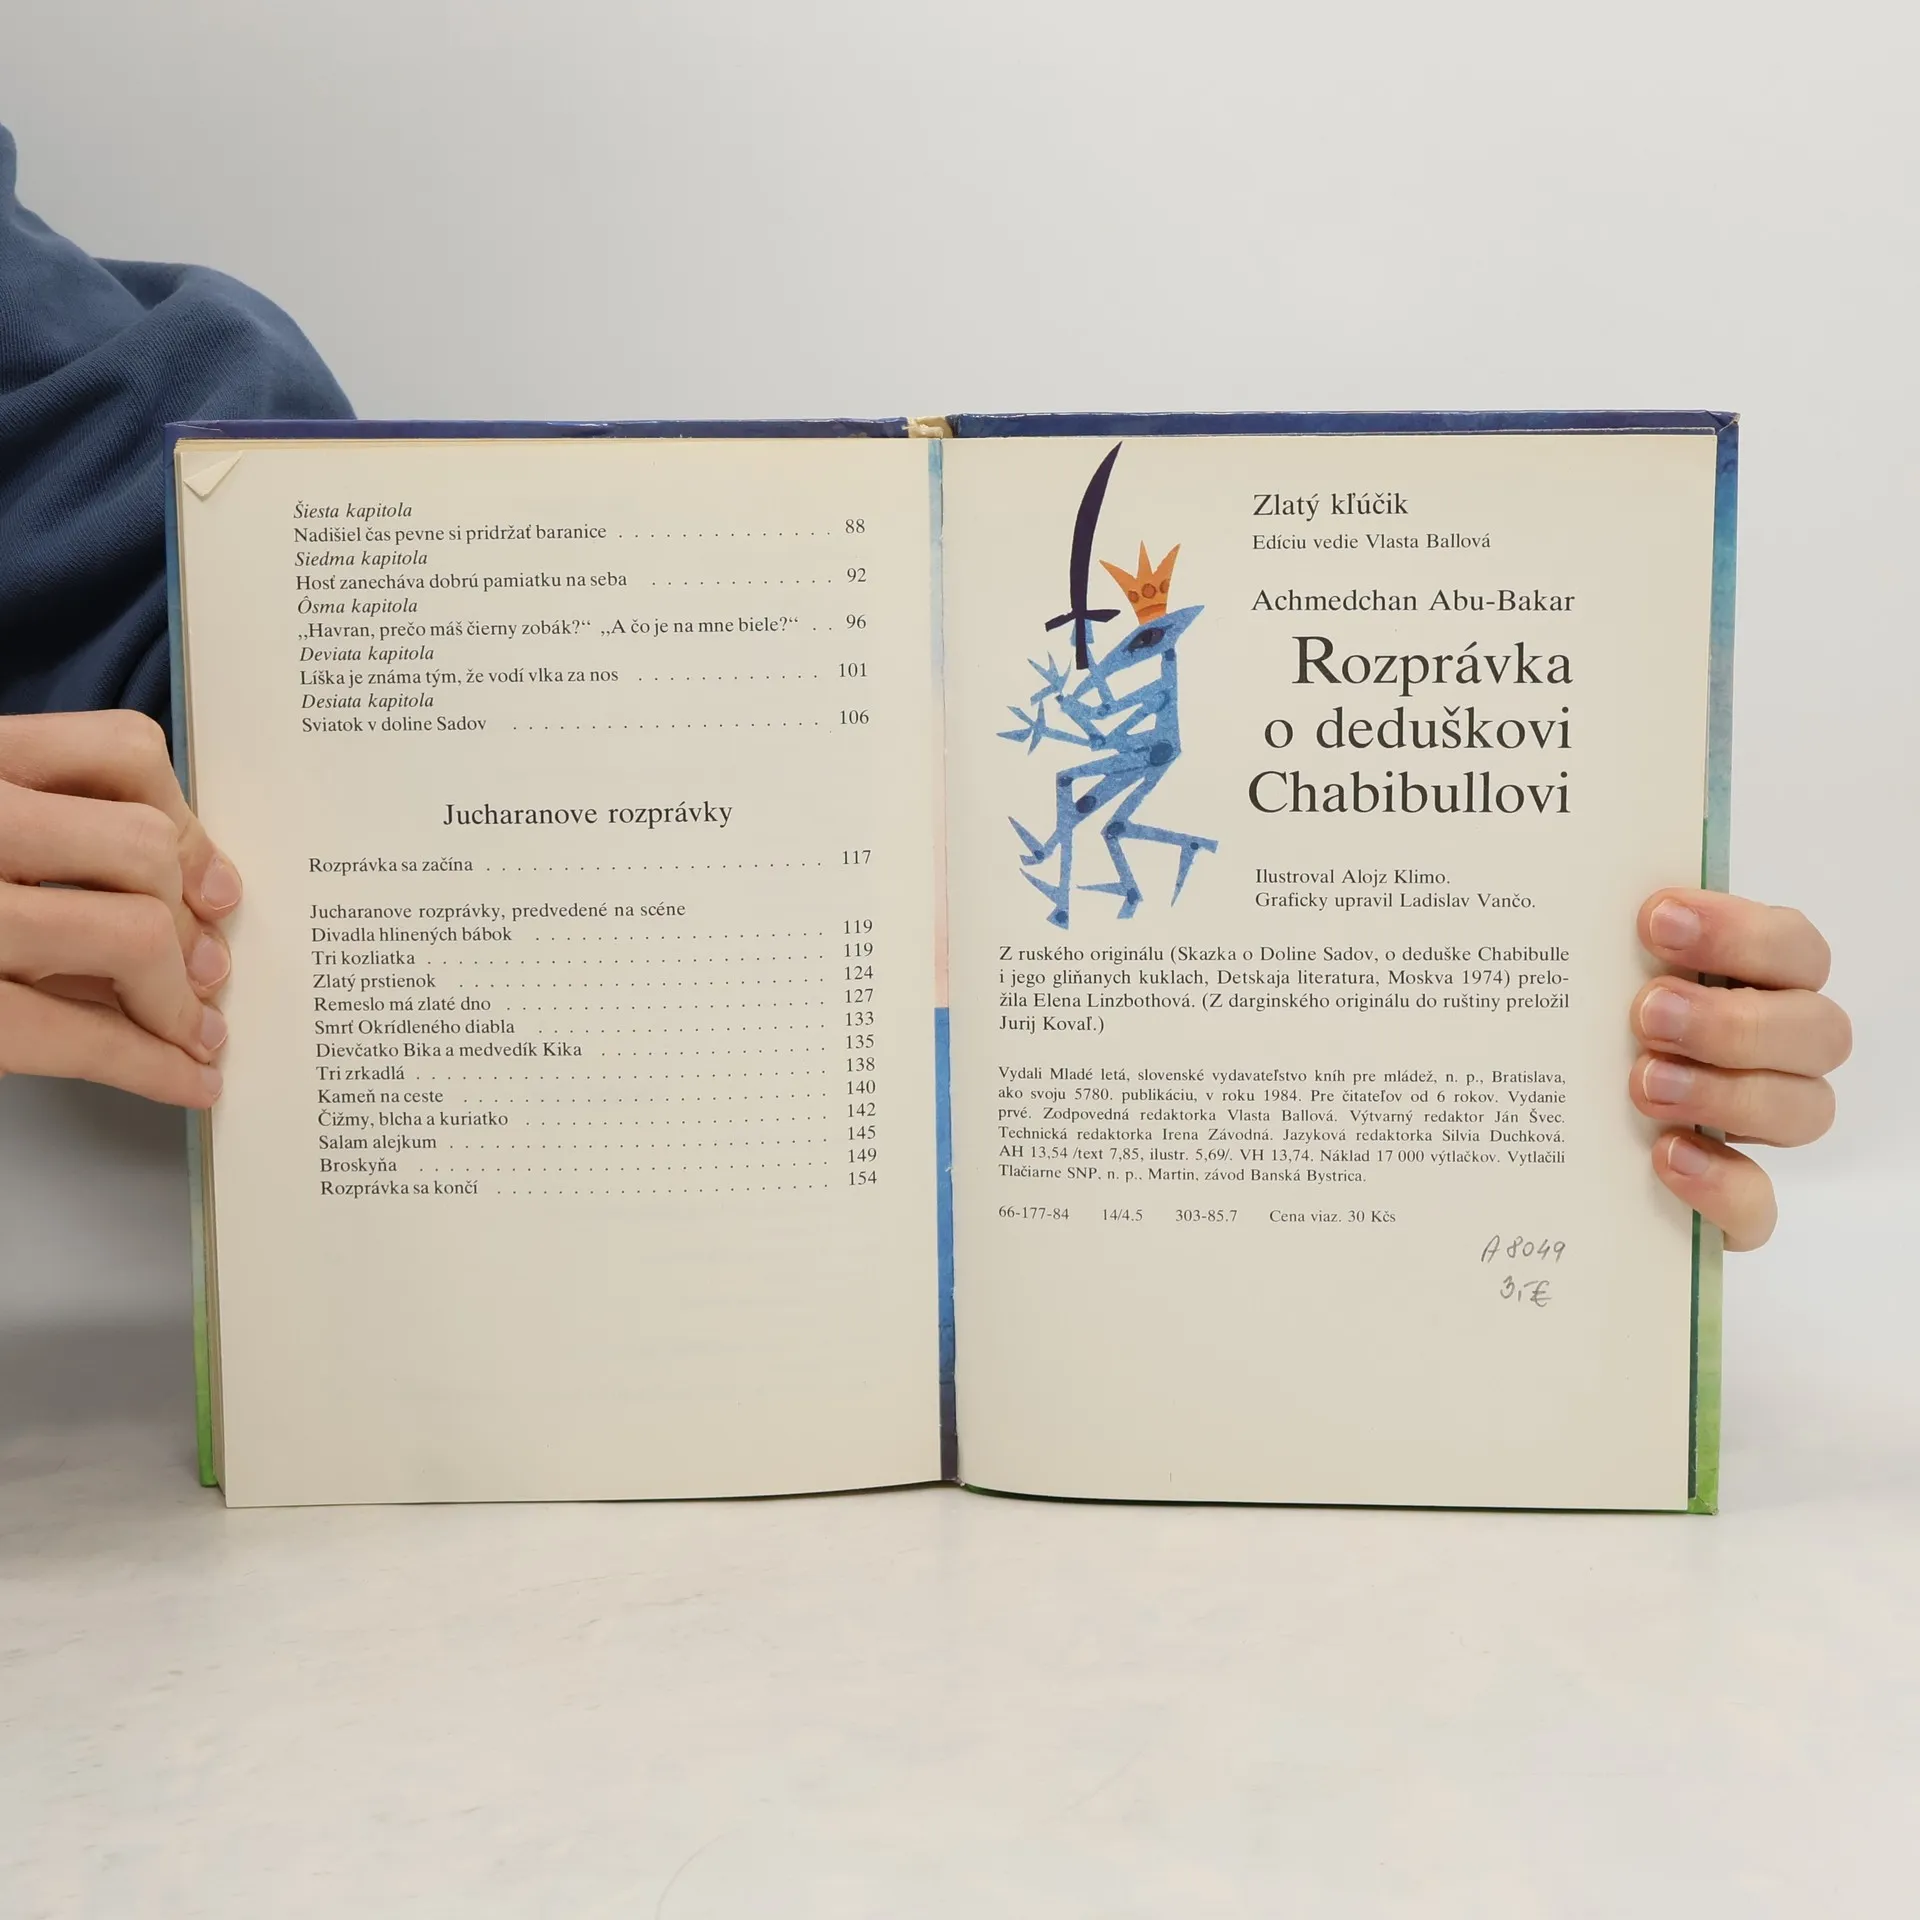 Šiesta kapitola
Nadišiel čas pevne si pridržať baranice . . . . . . . . . . . . . . 88
Siedma kapitola
Hosť zanecháva dobrú pamiatku na seba . . . . . . . . . . . . 92
Ôsma kapitola
,,Havran, prečo máš čierny zobák?“ ,,A čo je na mne biele?“ . . 96
Deviata kapitola
Líška je známa tým, že vodí vlka za nos . . . . . . . . . . . . 101
Desiata kapitola
Sviatok v doline Sadov . . . . . . . . . . . . . . . . . . . . 106
Jucharanove rozprávky
Rozprávka sa začína . . . . . . . . . . . . . . . . . . . . . . 117
Jucharanove rozprávky, predvedené na scéne
Divadla hlinených bábok . . . . . . . . . . . . . . . . . . . 119
Tri kozliatka . . . . . . . . . . . . . . . . . . . . . . . . . 119
Zlatý prstienok . . . . . . . . . . . . . . . . . . . . . . . 124
Remeslo má zlaté dno . . . . . . . . . . . . . . . . . . . . . 127
Smrť Okrídleného diabla . . . . . . . . . . . . . . . . . . . 133
Dievčatko Bika a medvedík Kika . . . . . . . . . . . . . . . 135
Tri zrkadlá . . . . . . . . . . . . . . . . . . . . . . . . . . 138
Kameň na ceste . . . . . . . . . . . . . . . . . . . . . . . 140
Čižmy, blcha a kuriatko . . . . . . . . . . . . . . . . . . . . 142
Salam alejkum . . . . . . . . . . . . . . . . . . . . . . . . 145
Broskyňa . . . . . . . . . . . . . . . . . . . . . . . . . . 149
Rozprávka sa končí . . . . . . . . . . . . . . . . . . . . . . 154
Zlatý kľúčik
Edíciu vedie Vlasta Ballová
Achmedchan Abu-Bakar
Rozprávka
o deduškovi
Chabibullovi
Ilustroval Alojz Klimo.
Graficky upravil Ladislav Vančo.
Z ruského originálu (Skazka o Doline Sadov, o deduške Chabibulle
i jego gliňanych kuklach, Detskaja literatura, Moskva 1974) prelo-
žila Elena Linzbothová. (Z darginského originálu do ruštiny preložil
Jurij Kovaľ.)
Vydali Mladé letá, slovenské vydavateľstvo kníh pre mládež, n. p., Bratislava,
ako svoju 5780. publikáciu, v roku 1984. Pre čitateľov od 6 rokov. Vydanie
prvé. Zodpovedná redaktorka Vlasta Ballová. Výtvarný redaktor Ján Švec.
Technická redaktorka Irena Závodná. Jazyková redaktorka Silvia Duchková.
AH 13,54 /text 7,85, ilustr. 5,69/. VH 13,74. Náklad 17 000 výtlačkov. Vytlačili
Tlačiarne SNP, n. p., Martin, závod Banská Bystrica.
66-177-84 14/4.5 303-85.7 Cena viaz. 30 Kčs
A 8049
3,-€